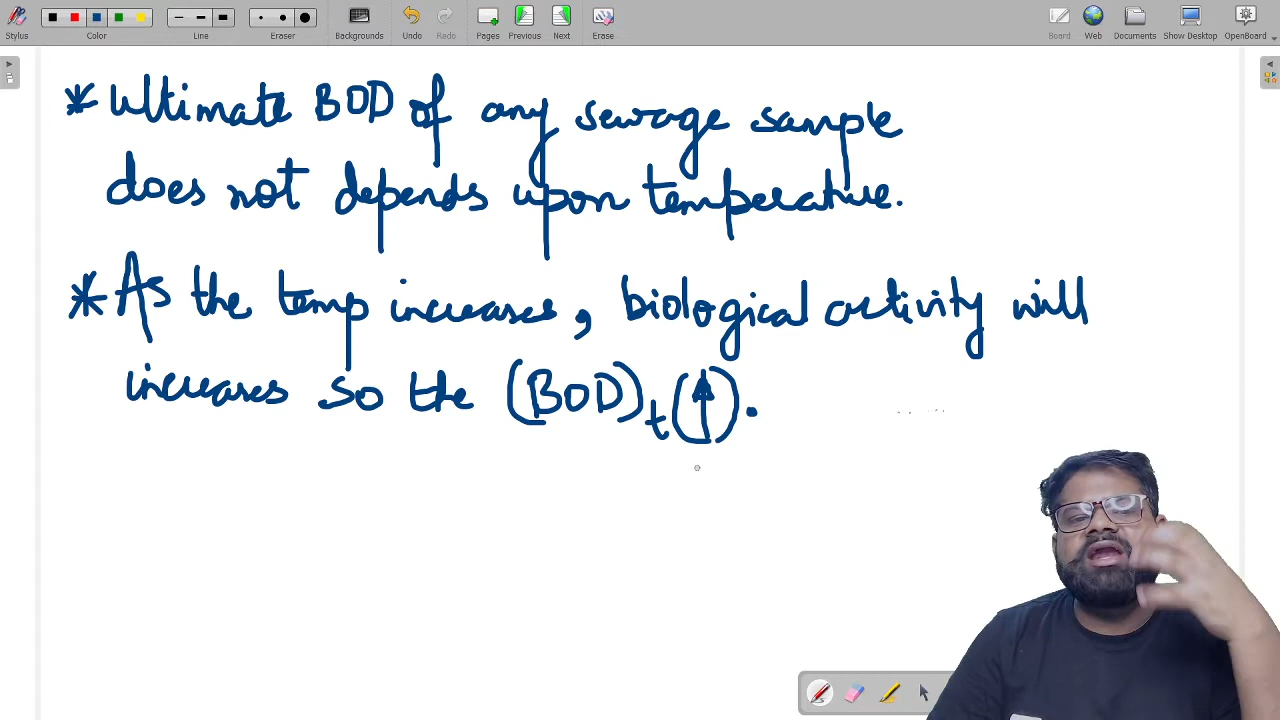 Stylus
Color
Line
Eraser
Backgrounds
Undo
Redo
Pages
Previous
Next
Erase
Board
Web
Documents
Show Desktop
OpenBoard
* Ultimate BOD of any sewage sample
does not depends upon temperature.
* As the temp increases, biological activity will
increases so the (BOD)t (↑).